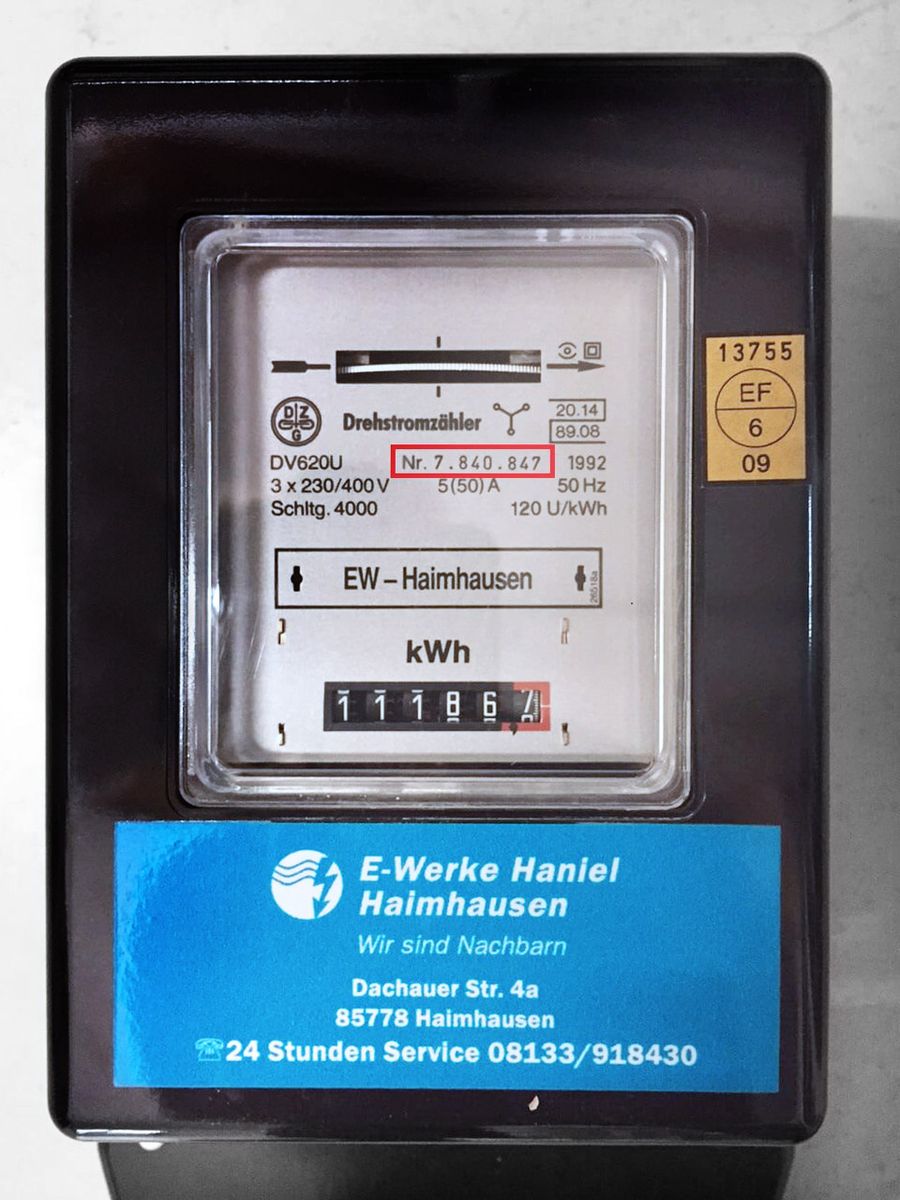 13755
EF
6
09
20.14
89.08
D Z
G
Drehstromzähler
DV620U Nr. 7.840.847 1992
3 x 230/400 V 5(50) A 50 Hz
Schltg. 4000 120 U/kWh
EW – Haimhausen
26518a
kWh
1 1 1 8 6,7
E-Werke Haniel
Haimhausen
Wir sind Nachbarn
Dachauer Str. 4a
85778 Haimhausen
☏24 Stunden Service 08133/918430